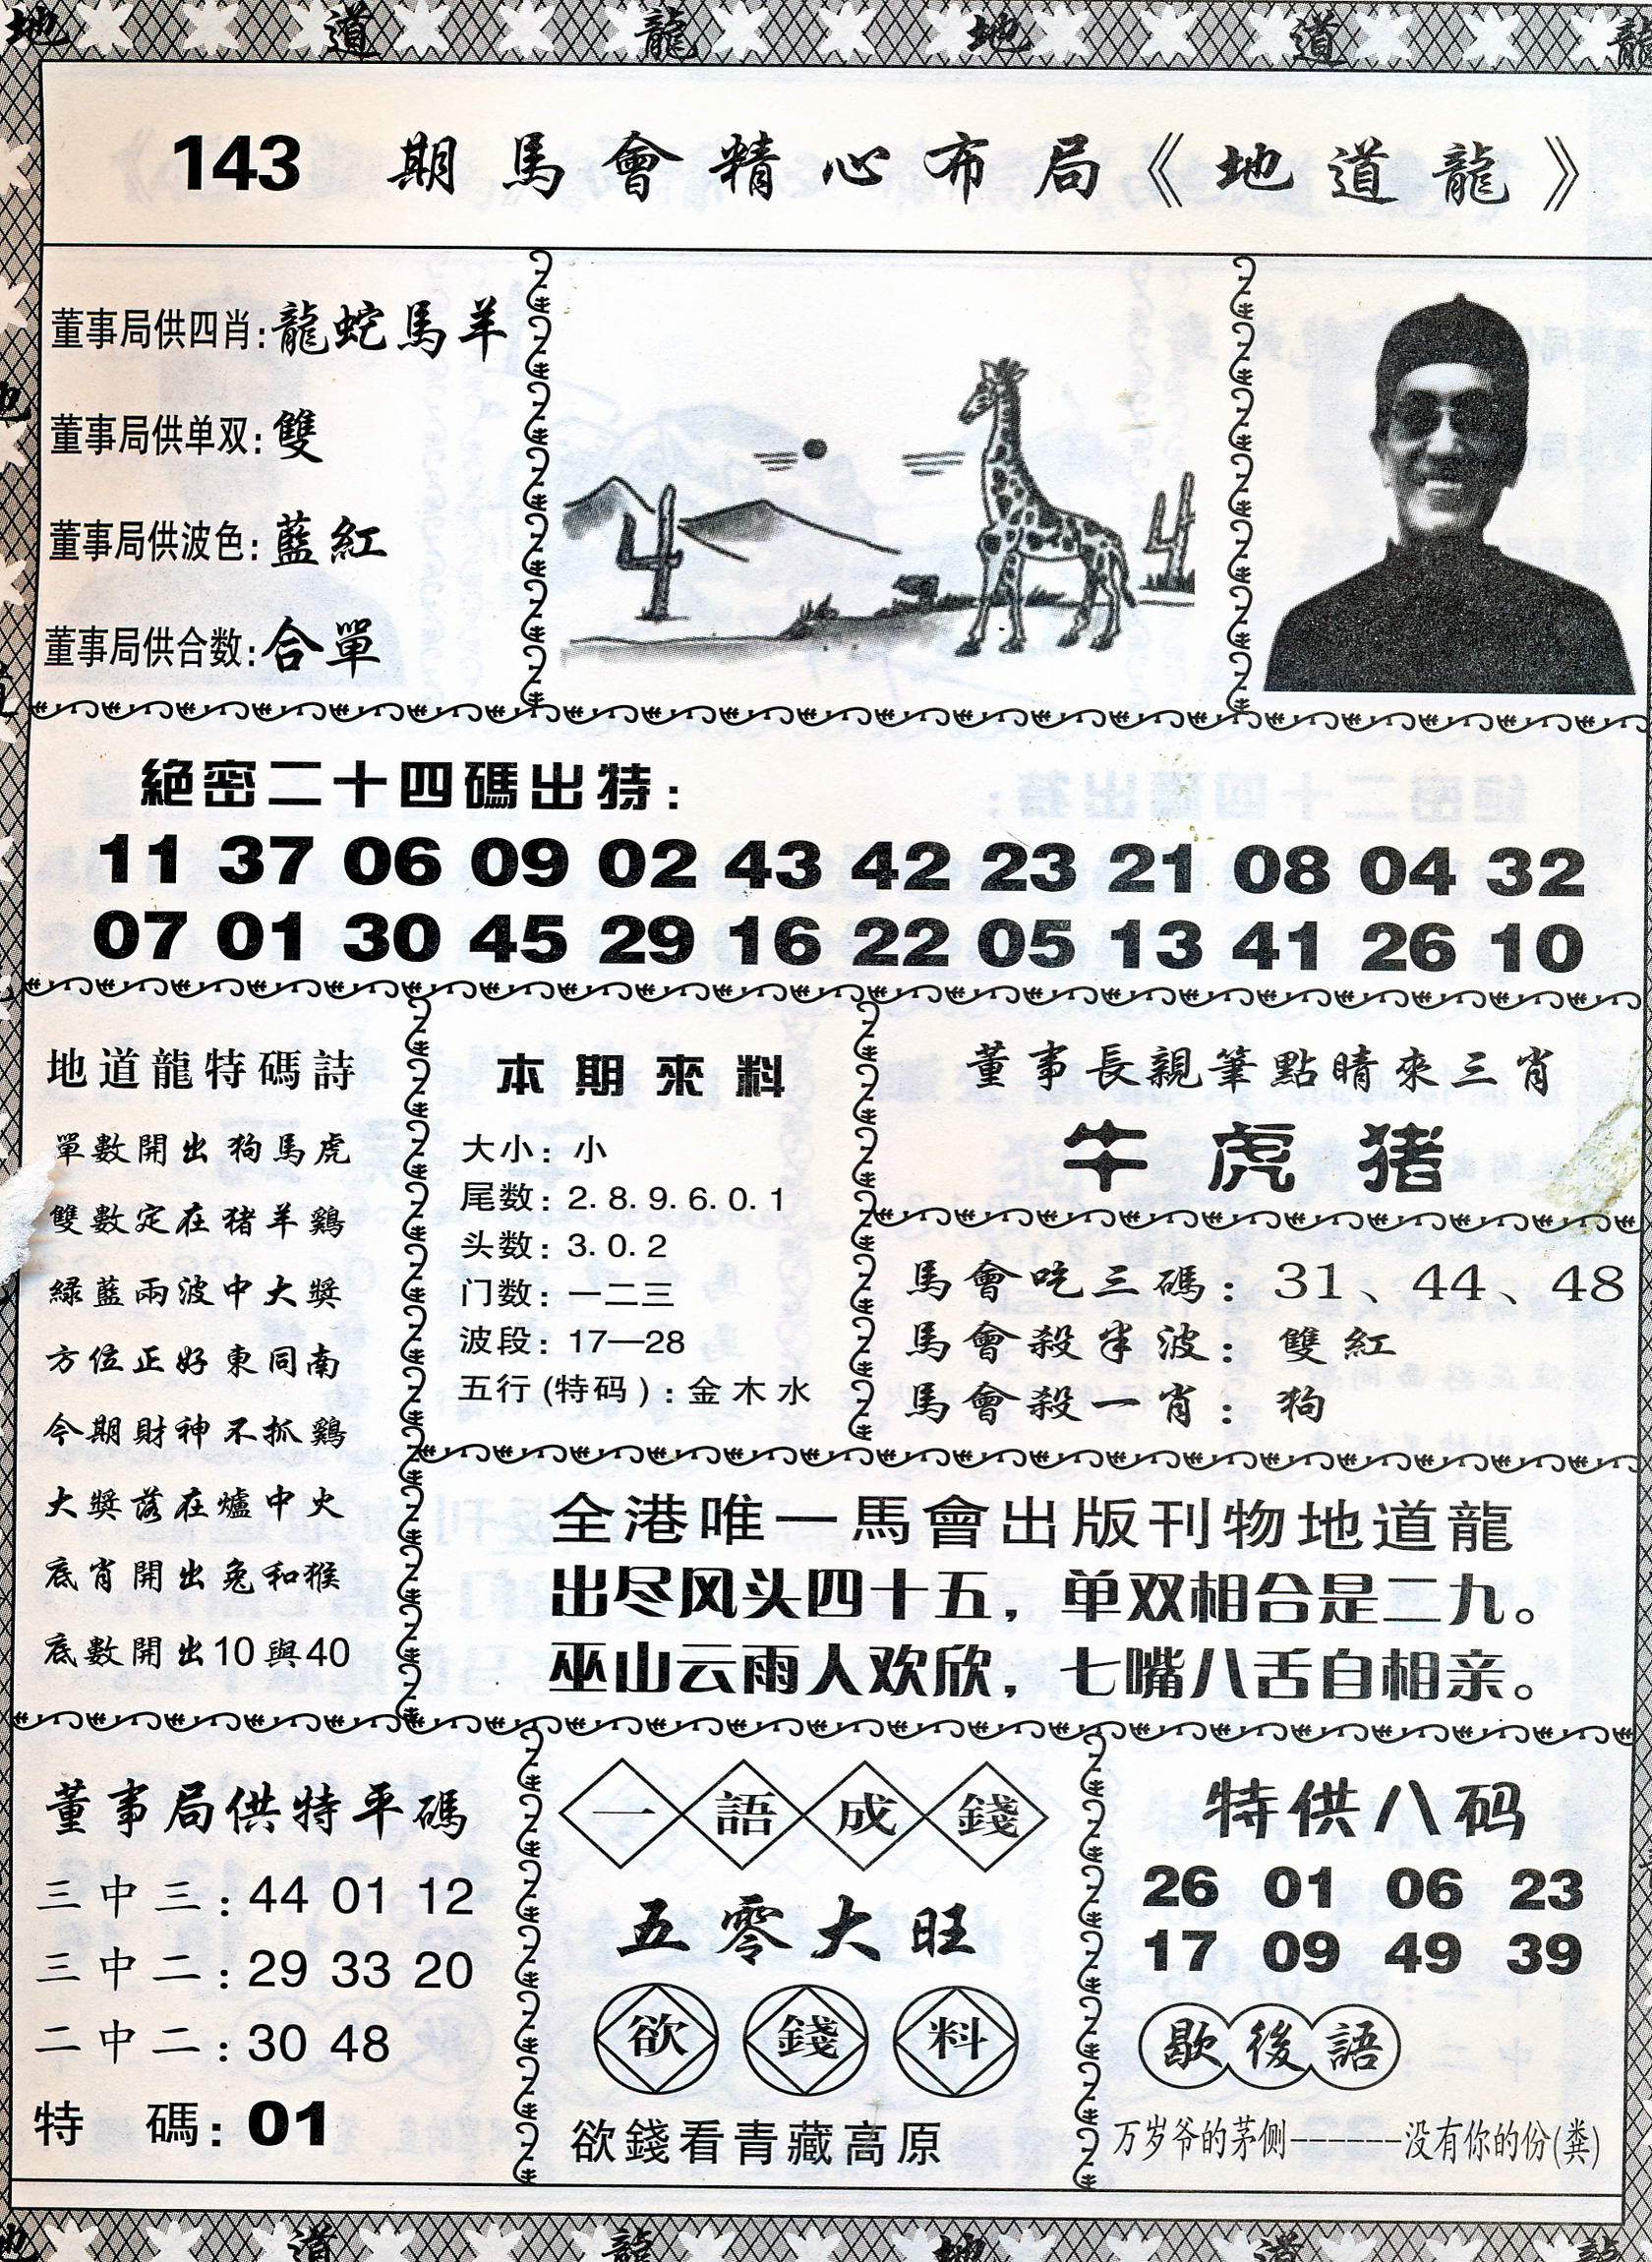 地 道 龍 地 道 龍
143 期馬會精心布局《地道龍》
董事局供四肖:龍蛇馬羊
董事局供单双:雙
董事局供波色:藍紅
董事局供合数:合單
絕密二十四碼出特:
11 37 06 09 02 43 42 23 21 08 04 32
07 01 30 45 29 16 22 05 13 41 26 10
地道龍特碼詩
單數開出狗馬虎
雙數定在猪羊鷄
緑藍兩波中大獎
方位正好東同南
今期財神不抓鷄
大獎落在爐中火
底肖開出兔和猴
底數開出10與40
本期來料
大小: 小
尾数: 2. 8. 9. 6. 0. 1
头数: 3. 0. 2
门数: 一二三
波段: 17—28
五行(特码): 金木水
董事長親筆點睛來三肖
牛虎猪
馬會吃三碼: 31、44、48
馬會殺半波: 雙紅
馬會殺一肖: 狗
全港唯一馬會出版刊物地道龍
出尽风头四十五，单双相合是二九。
巫山云雨人欢欣，七嘴八舌自相亲。
董事局供特平碼
三中三: 44 01 12
三中二: 29 33 20
二中二: 30 48
特 碼: 01
一語成錢
五零大旺
欲錢料
欲錢看青藏高原
特供八码
26 01 06 23
17 09 49 39
歇後語
万岁爷的茅侧------没有你的份(粪)
地 道 龍 地 道 龍